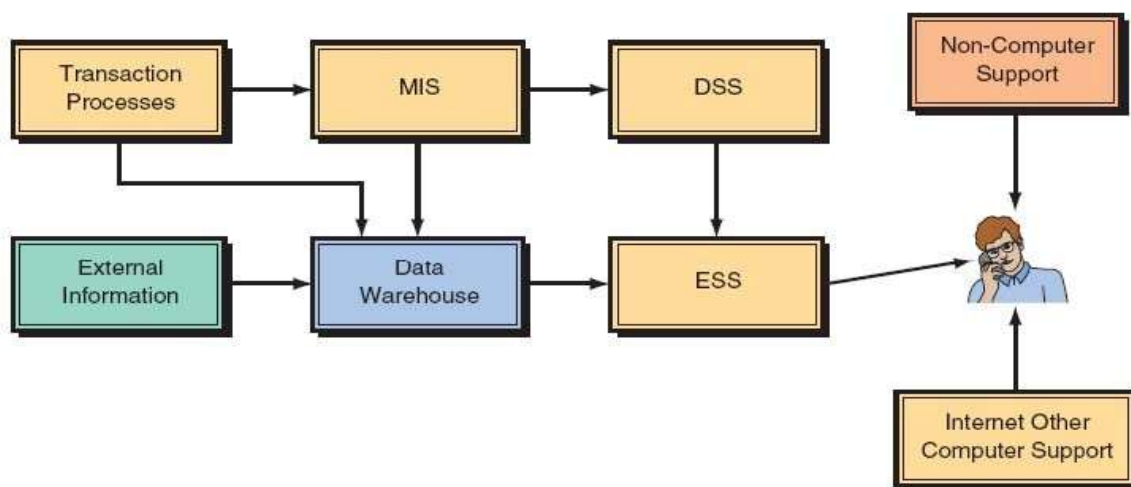 Transaction
Processes
MIS
DSS
Non-Computer
Support
External
Information
Data
Warehouse
ESS
Internet Other
Computer Support